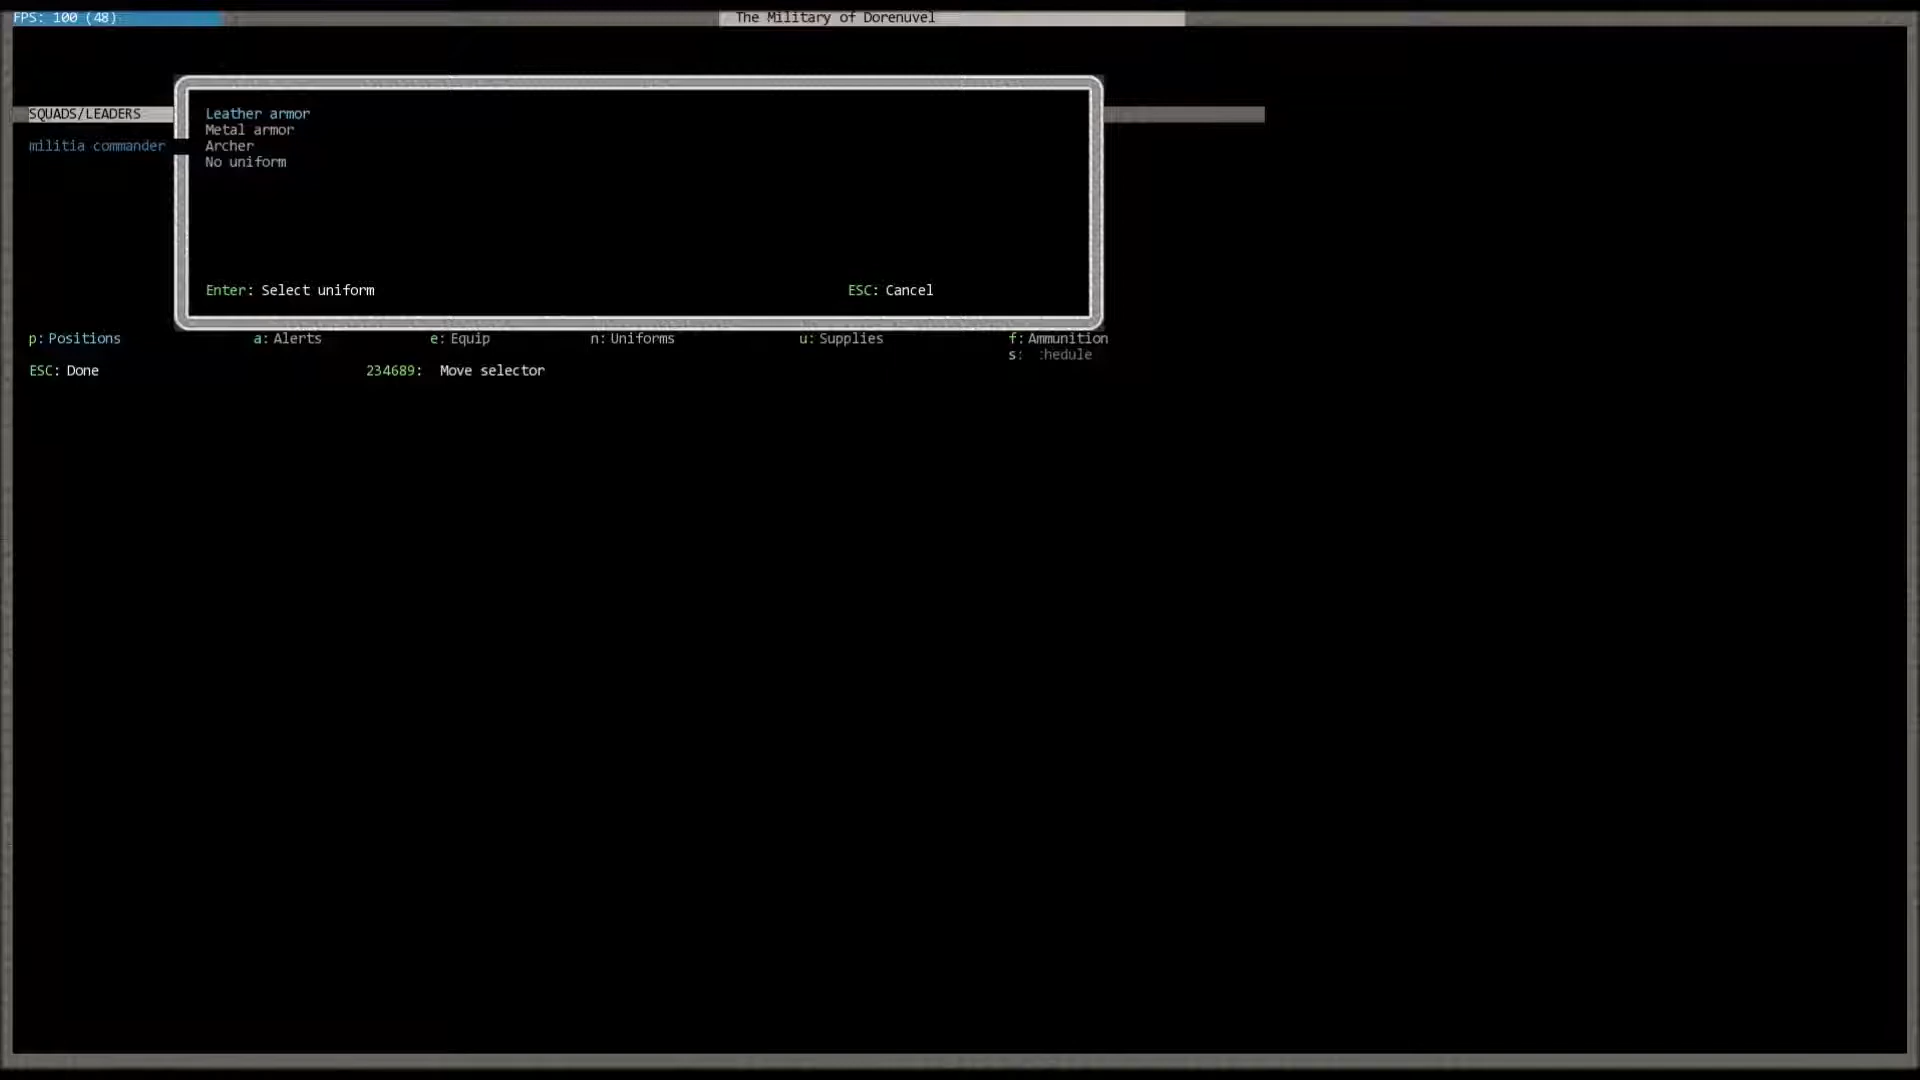 FPS: 100 (48)
The Military of Dorenuvel
SQUADS/LEADERS
Leather armor
Metal armor
militia commander
Archer
No uniform
Enter: Select uniform
ESC: Cancel
p: Positions a: Alerts e: Equip n: Uniforms u: Supplies f: Ammunition
s: :hedule
ESC: Done 234689: Move selector